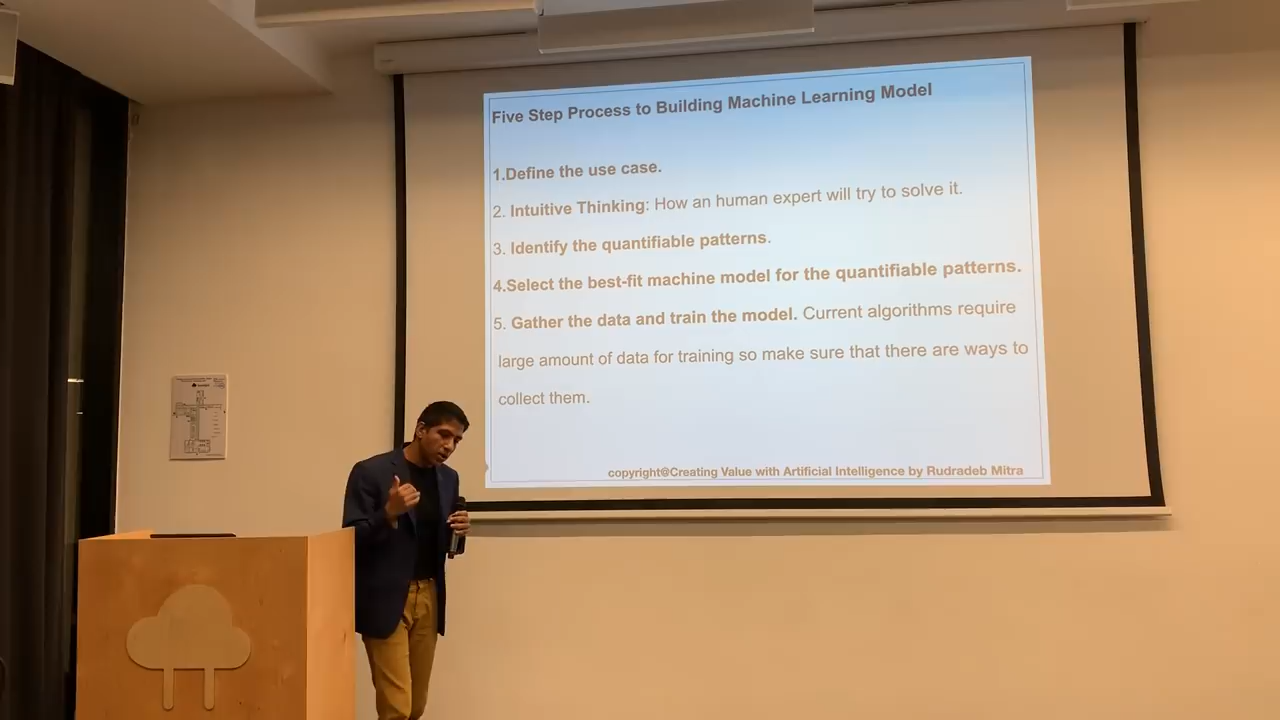 Five Step Process to Building Machine Learning Model
1.Define the use case.
2. Intuitive Thinking: How an human expert will try to solve it.
3. Identify the quantifiable patterns.
4.Select the best-fit machine model for the quantifiable patterns.
5. Gather the data and train the model. Current algorithms require
large amount of data for training so make sure that there are ways to
collect them.
copyright@Creating Value with Artificial Intelligence by Rudradeb Mitra